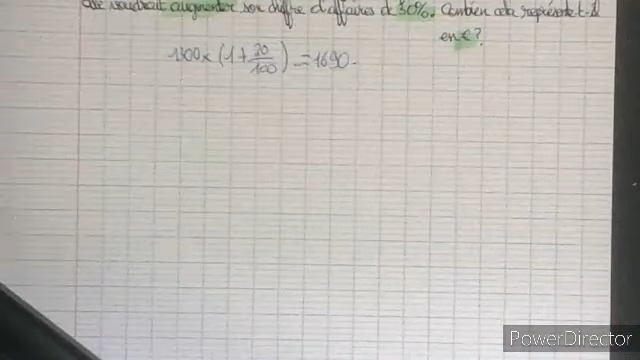 elle voudrait augmenter son chiffre d'affaires de 30%. Combien cela représente-t-il
en € ?
1300 x (1 + 30/100) = 1690.
PowerDirector